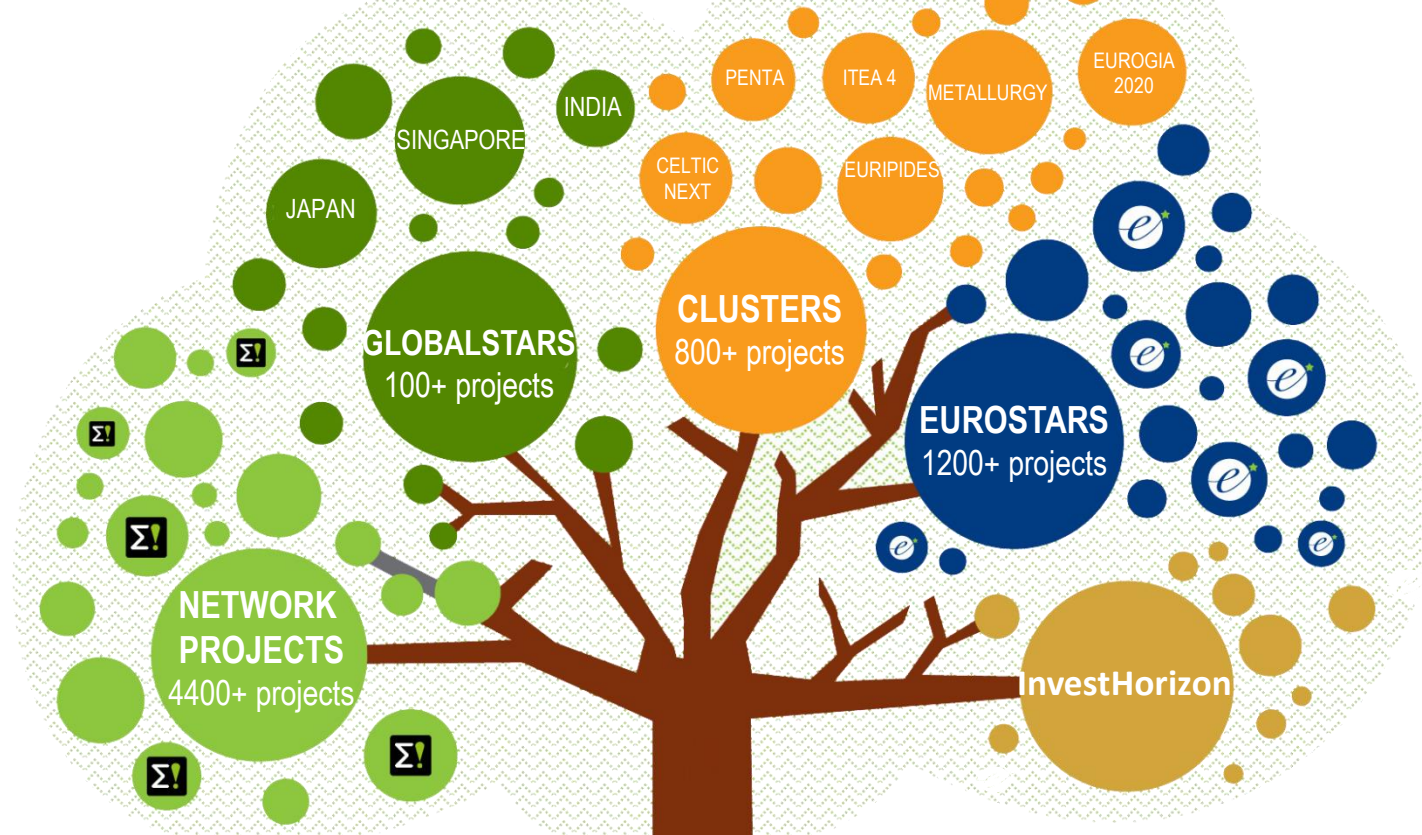 PENTA
ITEA 4
METALLURGY
EUROGIA
2020
INDIA
SINGAPORE
CELTIC
NEXT
EURIPIDES
JAPAN
GLOBALSTARS
100+ projects
CLUSTERS
800+ projects
EUROSTARS
1200+ projects
NETWORK
PROJECTS
4400+ projects
InvestHorizon
Σ!
Σ!
Σ!
Σ!
Σ!
e
e
e
e
e
e